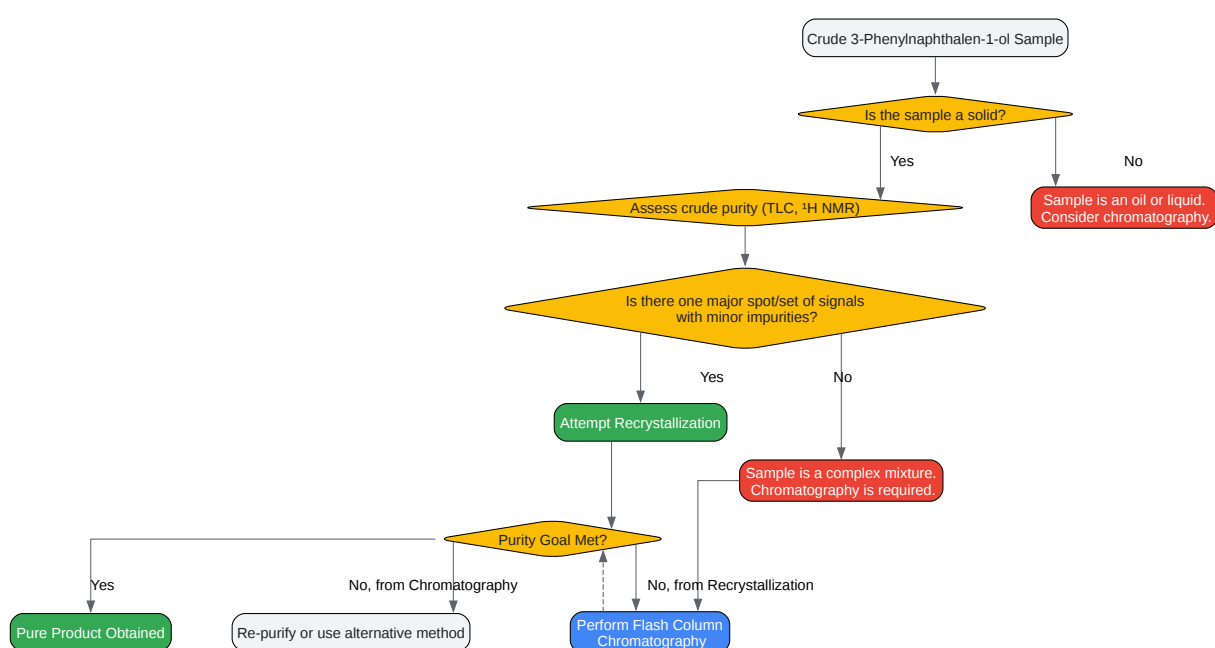 Crude 3-Phenylnaphthalen-1-ol Sample
Is the sample a solid?
Yes
No
Sample is an oil or liquid.
Consider chromatography.
Assess crude purity (TLC, ¹H NMR)
Is there one major spot/set of signals
with minor impurities?
Yes
No
Attempt Recrystallization
Sample is a complex mixture.
Chromatography is required.
Purity Goal Met?
Yes
No, from Chromatography
No, from Recrystallization
Pure Product Obtained
Re-purify or use alternative method
Perform Flash Column
Chromatography